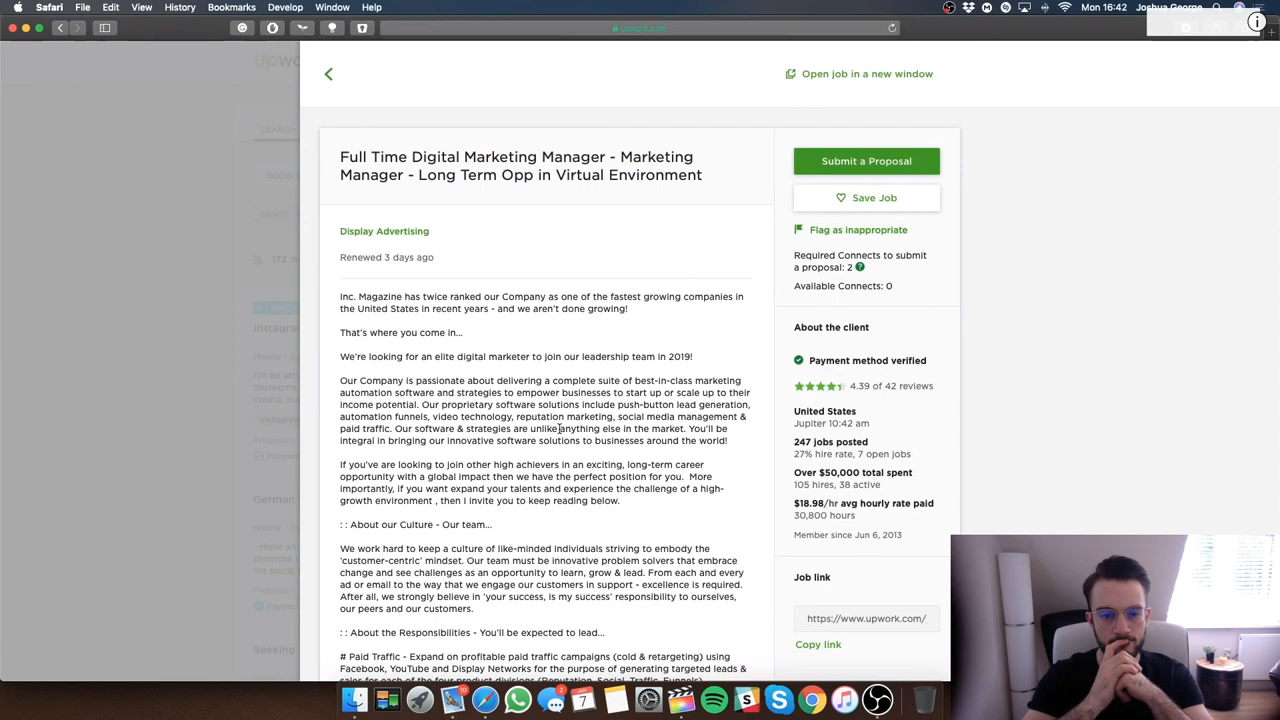 Safari File Edit View History Bookmarks Develop Window Help
Mon 16:42 Joshua George
upwork.com
Open job in a new window
Full Time Digital Marketing Manager - Marketing
Manager - Long Term Opp in Virtual Environment
Display Advertising
Renewed 3 days ago
Inc. Magazine has twice ranked our Company as one of the fastest growing companies in
the United States in recent years - and we aren't done growing!
That's where you come in...
We're looking for an elite digital marketer to join our leadership team in 2019!
Our Company is passionate about delivering a complete suite of best-in-class marketing
automation software and strategies to empower businesses to start up or scale up to their
income potential. Our proprietary software solutions include push-button lead generation,
automation funnels, video technology, reputation marketing, social media management &
paid traffic. Our software & strategies are unlike anything else in the market. You'll be
integral in bringing our innovative software solutions to businesses around the world!
If you've are looking to join other high achievers in an exciting, long-term career
opportunity with a global impact then we have the perfect position for you. More
importantly, if you want expand your talents and experience the challenge of a high-
growth environment , then I invite you to keep reading below.
: : About our Culture - Our team...
We work hard to keep a culture of like-minded individuals striving to embody the
'customer-centric' mindset. Our team must be innovative problem solvers that embrace
change and see challenges as an opportunity to learn, grow & lead. From each and every
ad or email to the way that we engage our customers in support - excellence is required.
After all, we strongly believe in 'your success, is my success' responsibility to ourselves,
our peers and our customers.
: : About the Responsibilities - You'll be expected to lead...
# Paid Traffic - Expand on profitable paid traffic campaigns (cold & retargeting) using
Facebook, YouTube and Display Networks for the purpose of generating targeted leads &
sales for each of the four product divisions (Reputation, Social, Traffic, Funnels)
Submit a Proposal
Save Job
Flag as inappropriate
Required Connects to submit
a proposal: 2
Available Connects: 0
About the client
Payment method verified
4.39 of 42 reviews
United States
Jupiter 10:42 am
247 jobs posted
27% hire rate, 7 open jobs
Over $50,000 total spent
105 hires, 38 active
$18.98/hr avg hourly rate paid
30,800 hours
Member since Jun 6, 2013
Job link
https://www.upwork.com/
Copy link